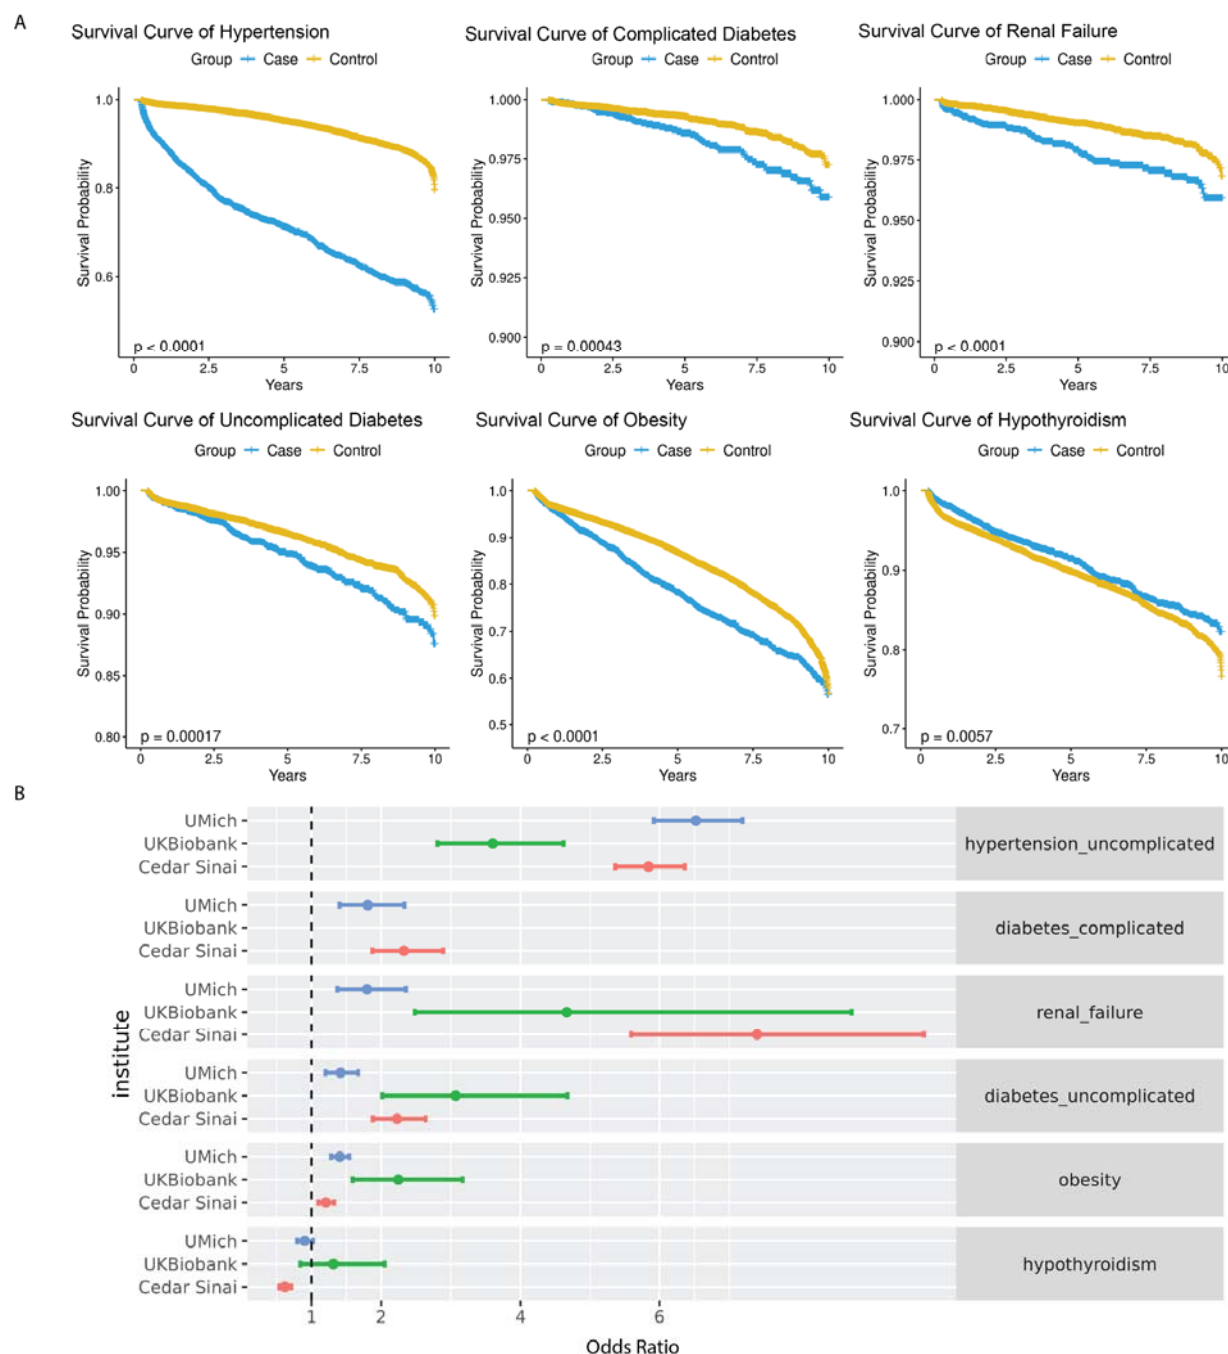 A
Survival Curve of Hypertension
Group Case Control
Survival Probability
1.0
0.8
0.6
p < 0.0001
0 2.5 5 7.5 10
Years
Survival Curve of Complicated Diabetes
Group Case Control
Survival Probability
1.000
0.975
0.950
0.925
0.900
p = 0.00043
0 2.5 5 7.5 10
Years
Survival Curve of Renal Failure
Group Case Control
Survival Probability
1.000
0.975
0.950
0.925
0.900
p < 0.0001
0 2.5 5 7.5 10
Years
Survival Curve of Uncomplicated Diabetes
Group Case Control
Survival Probability
1.00
0.95
0.90
0.85
0.80
p = 0.00017
0 2.5 5 7.5 10
Years
Survival Curve of Obesity
Group Case Control
Survival Probability
1.0
0.9
0.8
0.7
0.6
0.5
p < 0.0001
0 2.5 5 7.5 10
Years
Survival Curve of Hypothyroidism
Group Case Control
Survival Probability
1.0
0.9
0.8
0.7
p = 0.0057
0 2.5 5 7.5 10
Years
B
institute
UMich
UKBiobank
Cedar Sinai
hypertension_uncomplicated
UMich
UKBiobank
Cedar Sinai
diabetes_complicated
UMich
UKBiobank
Cedar Sinai
renal_failure
UMich
UKBiobank
Cedar Sinai
diabetes_uncomplicated
UMich
UKBiobank
Cedar Sinai
obesity
UMich
UKBiobank
Cedar Sinai
hypothyroidism
1 2 4 6
Odds Ratio